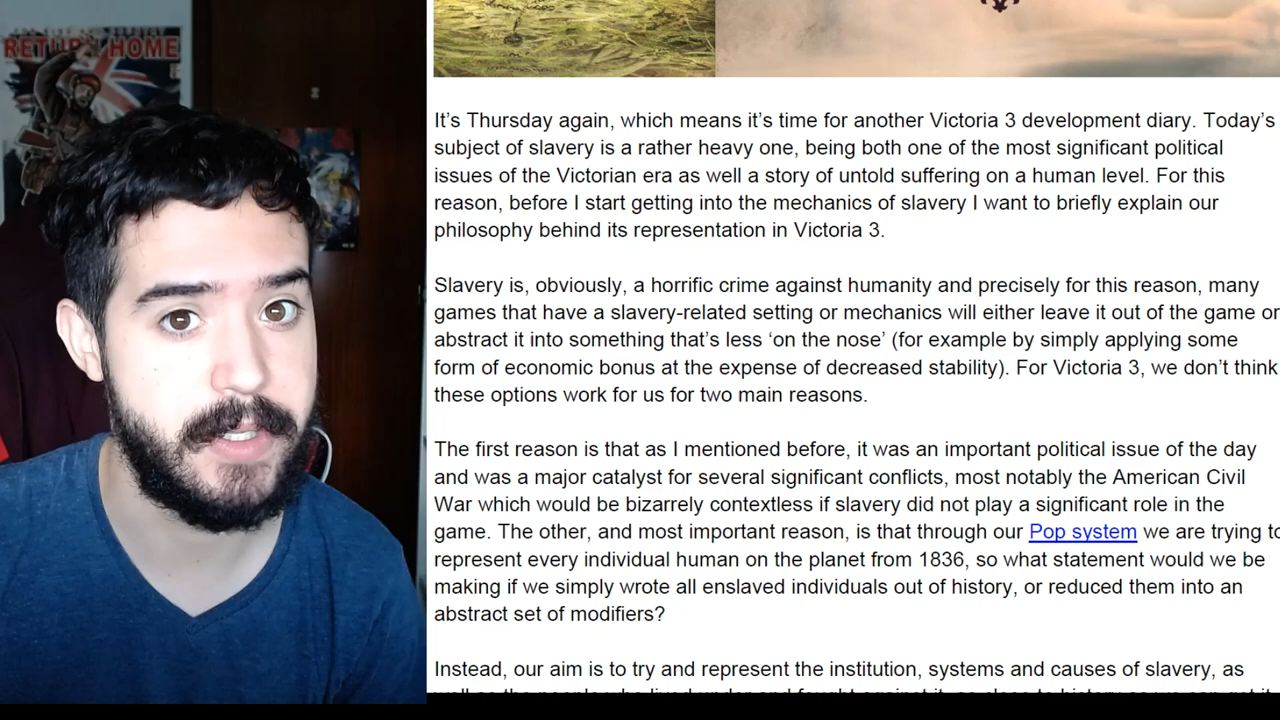 RETURN HOME
It’s Thursday again, which means it’s time for another Victoria 3 development diary. Today’s
subject of slavery is a rather heavy one, being both one of the most significant political
issues of the Victorian era as well a story of untold suffering on a human level. For this
reason, before I start getting into the mechanics of slavery I want to briefly explain our
philosophy behind its representation in Victoria 3.
Slavery is, obviously, a horrific crime against humanity and precisely for this reason, many
games that have a slavery-related setting or mechanics will either leave it out of the game or
abstract it into something that’s less ‘on the nose’ (for example by simply applying some
form of economic bonus at the expense of decreased stability). For Victoria 3, we don’t think
these options work for us for two main reasons.
The first reason is that as I mentioned before, it was an important political issue of the day
and was a major catalyst for several significant conflicts, most notably the American Civil
War which would be bizarrely contextless if slavery did not play a significant role in the
game. The other, and most important reason, is that through our Pop system we are trying to
represent every individual human on the planet from 1836, so what statement would we be
making if we simply wrote all enslaved individuals out of history, or reduced them into an
abstract set of modifiers?
Instead, our aim is to try and represent the institution, systems and causes of slavery, as